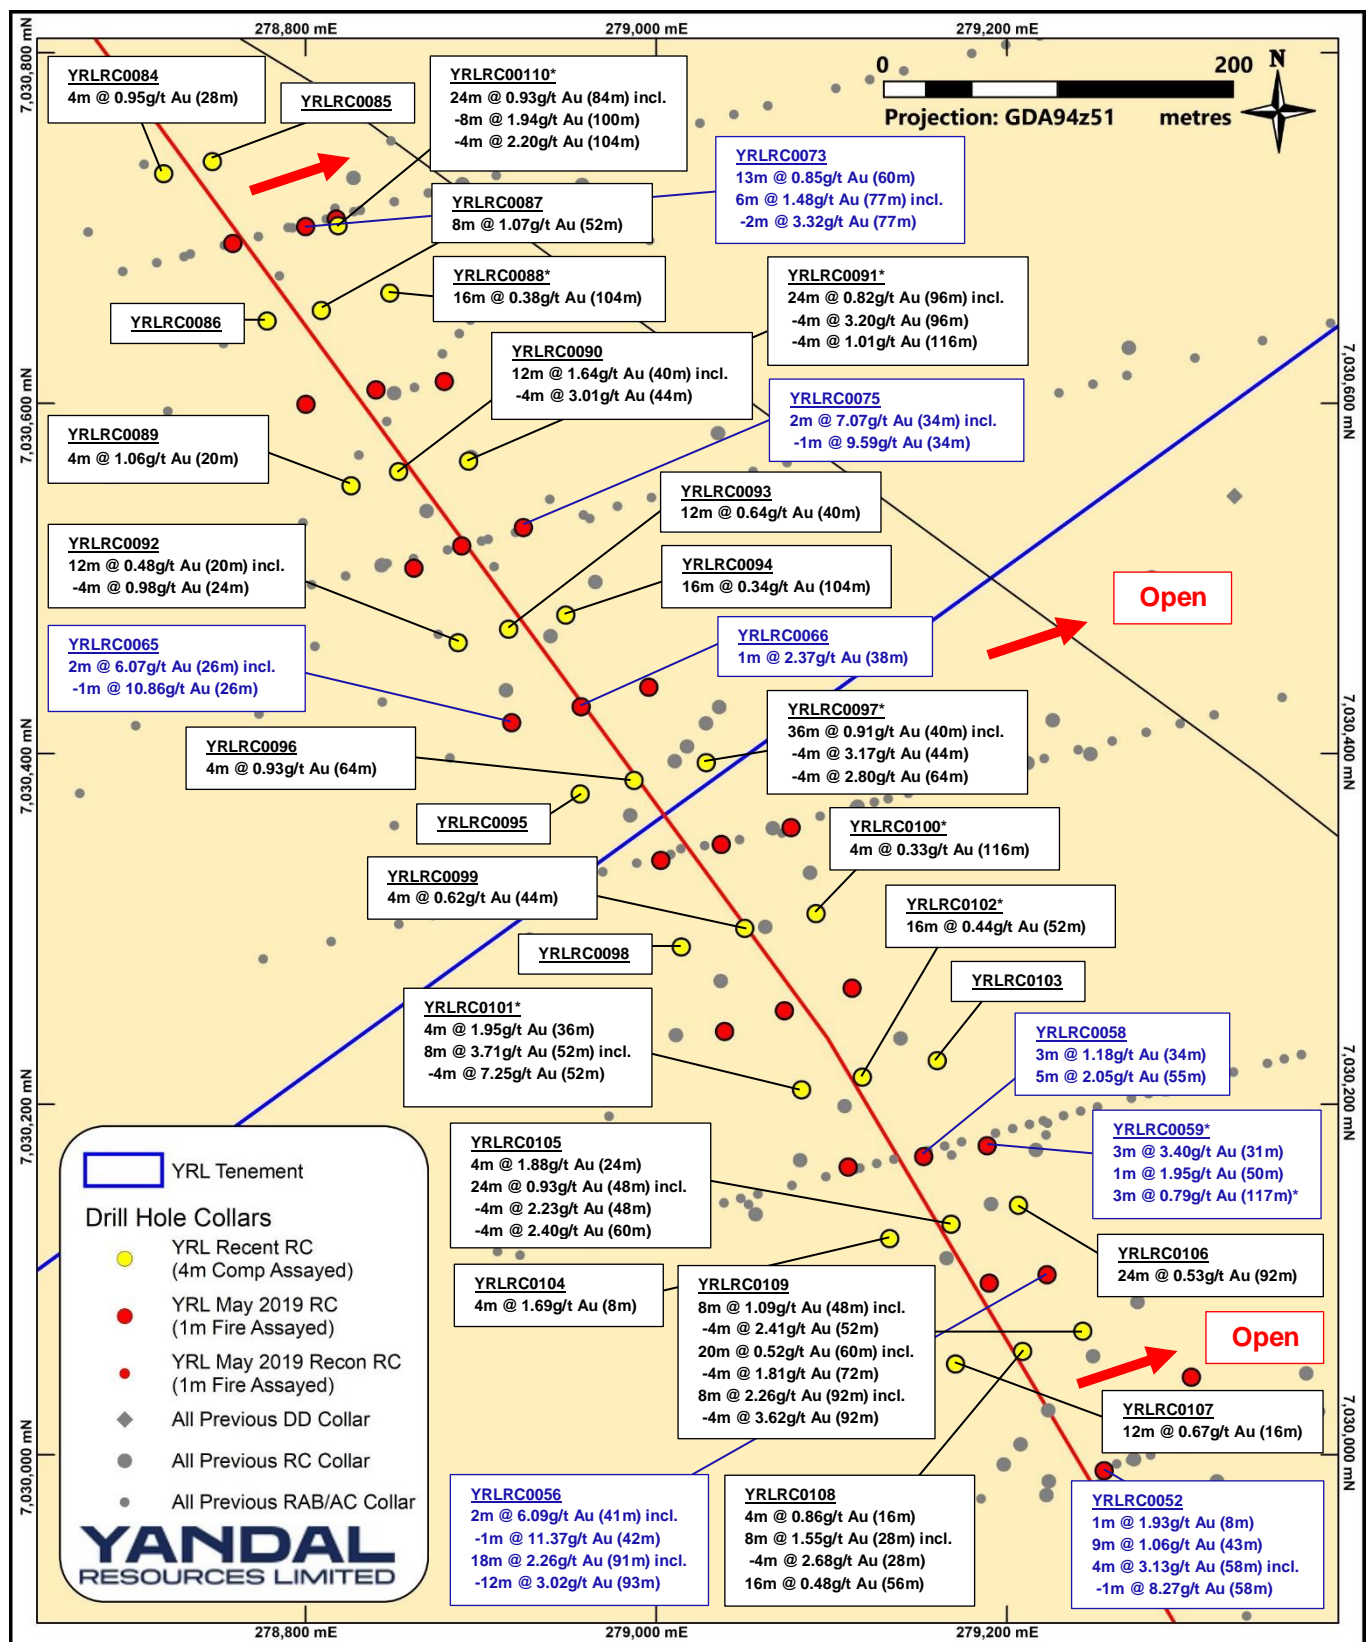 278,800 mE
279,000 mE
279,200 mE
7,030,800 mN
YRLRC0084
4m @ 0.95g/t Au (28m)
YRLRC0085
YRLRC00110*
24m @ 0.93g/t Au (84m) incl.
-8m @ 1.94g/t Au (100m)
-4m @ 2.20g/t Au (104m)
0
200
N
Projection: GDA94z51
metres
YRLRC0073
13m @ 0.85g/t Au (60m)
6m @ 1.48g/t Au (77m) incl.
-2m @ 3.32g/t Au (77m)
YRLRC0087
8m @ 1.07g/t Au (52m)
YRLRC0088*
16m @ 0.38g/t Au (104m)
YRLRC0091*
24m @ 0.82g/t Au (96m) incl.
-4m @ 3.20g/t Au (96m)
-4m @ 1.01g/t Au (116m)
YRLRC0086
YRLRC0090
12m @ 1.64g/t Au (40m) incl.
-4m @ 3.01g/t Au (44m)
7,030,600 mN
7,030,600 mN
YRLRC0075
2m @ 7.07g/t Au (34m) incl.
-1m @ 9.59g/t Au (34m)
YRLRC0089
4m @ 1.06g/t Au (20m)
YRLRC0093
12m @ 0.64g/t Au (40m)
YRLRC0092
12m @ 0.48g/t Au (20m) incl.
-4m @ 0.98g/t Au (24m)
YRLRC0094
16m @ 0.34g/t Au (104m)
Open
YRLRC0065
2m @ 6.07g/t Au (26m) incl.
-1m @ 10.86g/t Au (26m)
YRLRC0066
1m @ 2.37g/t Au (38m)
YRLRC0097*
36m @ 0.91g/t Au (40m) incl.
-4m @ 3.17g/t Au (44m)
-4m @ 2.80g/t Au (64m)
7,030,400 mN
7,030,400 mN
YRLRC0096
4m @ 0.93g/t Au (64m)
YRLRC0095
YRLRC0100*
4m @ 0.33g/t Au (116m)
YRLRC0099
4m @ 0.62g/t Au (44m)
YRLRC0102*
16m @ 0.44g/t Au (52m)
YRLRC0098
YRLRC0103
YRLRC0101*
4m @ 1.95g/t Au (36m)
8m @ 3.71g/t Au (52m) incl.
-4m @ 7.25g/t Au (52m)
YRLRC0058
3m @ 1.18g/t Au (34m)
5m @ 2.05g/t Au (55m)
7,030,200 mN
7,030,200 mN
YRLRC0059*
3m @ 3.40g/t Au (31m)
1m @ 1.95g/t Au (50m)
3m @ 0.79g/t Au (117m)*
YRLRC0105
4m @ 1.88g/t Au (24m)
24m @ 0.93g/t Au (48m) incl.
-4m @ 2.23g/t Au (48m)
-4m @ 2.40g/t Au (60m)
YRLRC0106
24m @ 0.53g/t Au (92m)
YRLRC0104
4m @ 1.69g/t Au (8m)
YRLRC0109
8m @ 1.09g/t Au (48m) incl.
-4m @ 2.41g/t Au (52m)
20m @ 0.52g/t Au (60m) incl.
-4m @ 1.81g/t Au (72m)
8m @ 2.26g/t Au (92m) incl.
-4m @ 3.62g/t Au (92m)
Open
YRLRC0107
12m @ 0.67g/t Au (16m)
7,030,000 mN
7,030,000 mN
YRLRC0056
2m @ 6.09g/t Au (41m) incl.
-1m @ 11.37g/t Au (42m)
18m @ 2.26g/t Au (91m) incl.
-12m @ 3.02g/t Au (93m)
YRLRC0108
4m @ 0.86g/t Au (16m)
8m @ 1.55g/t Au (28m) incl.
-4m @ 2.68g/t Au (28m)
16m @ 0.48g/t Au (56m)
YRLRC0052
1m @ 1.93g/t Au (8m)
9m @ 1.06g/t Au (43m)
4m @ 3.13g/t Au (58m) incl.
-1m @ 8.27g/t Au (58m)
YRL Tenement
Drill Hole Collars
YRL Recent RC
(4m Comp Assayed)
YRL May 2019 RC
(1m Fire Assayed)
YRL May 2019 Recon RC
(1m Fire Assayed)
All Previous DD Collar
All Previous RC Collar
All Previous RAB/AC Collar
YANDAL
RESOURCES LIMITED
278,800 mE
279,000 mE
279,200 mE